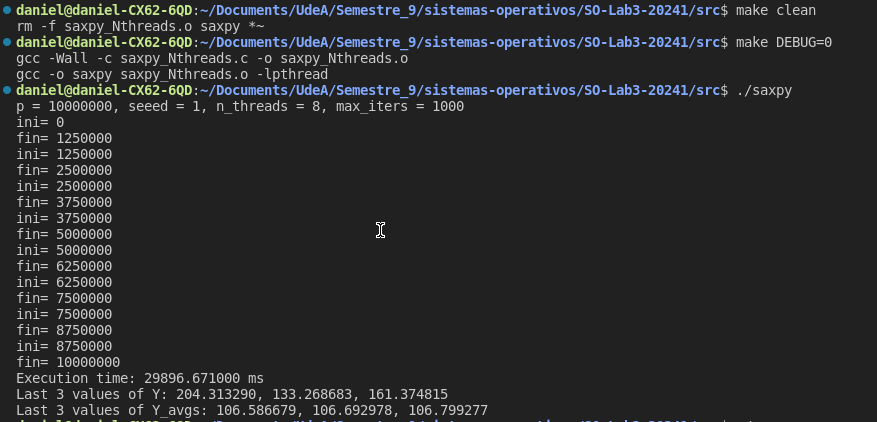 daniel@daniel-CX62-6QD:~/Documents/UdeA/Semestre_9/sistemas-operativos/SO-Lab3-20241/src$ make clean
rm -f saxpy_Nthreads.o saxpy *~
daniel@daniel-CX62-6QD:~/Documents/UdeA/Semestre_9/sistemas-operativos/SO-Lab3-20241/src$ make DEBUG=0
gcc -Wall -c saxpy_Nthreads.c -o saxpy_Nthreads.o
gcc -o saxpy saxpy_Nthreads.o -lpthread
daniel@daniel-CX62-6QD:~/Documents/UdeA/Semestre_9/sistemas-operativos/SO-Lab3-20241/src$ ./saxpy
p = 10000000, seeed = 1, n_threads = 8, max_iters = 1000
ini= 0
fin= 1250000
ini= 1250000
fin= 2500000
ini= 2500000
fin= 3750000
ini= 3750000
fin= 5000000
ini= 5000000
fin= 6250000
ini= 6250000
fin= 7500000
ini= 7500000
fin= 8750000
ini= 8750000
fin= 10000000
Execution time: 29896.671000 ms
Last 3 values of Y: 204.313290, 133.268683, 161.374815
Last 3 values of Y_avgs: 106.586679, 106.692978, 106.799277